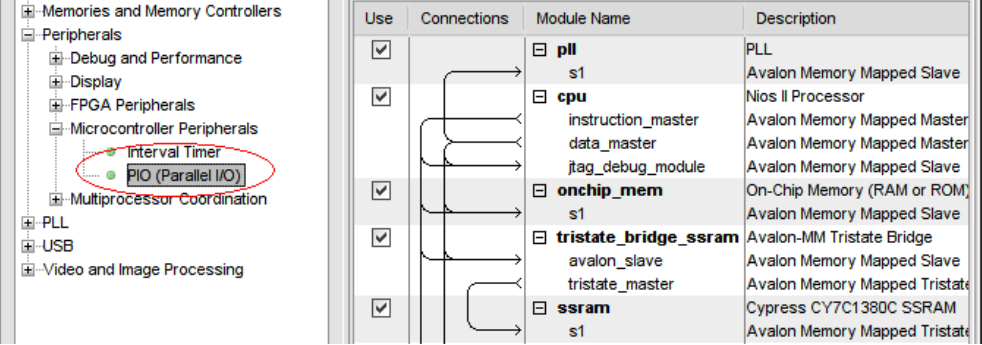 Memories and Memory Controllers
Peripherals
Debug and Performance
Display
FPGA Peripherals
Microcontroller Peripherals
Interval Timer
PIO (Parallel I/O)
Multiprocessor Coordination
PLL
USB
Video and Image Processing
Use Connections Module Name Description
pll PLL
s1 Avalon Memory Mapped Slave
cpu Nios II Processor
instruction_master Avalon Memory Mapped Master
data_master Avalon Memory Mapped Master
jtag_debug_module Avalon Memory Mapped Slave
onchip_mem On-Chip Memory (RAM or ROM)
s1 Avalon Memory Mapped Slave
tristate_bridge_ssram Avalon-MM Tristate Bridge
avalon_slave Avalon Memory Mapped Slave
tristate_master Avalon Memory Mapped Tristate
ssram Cypress CY7C1380C SSRAM
s1 Avalon Memory Mapped Tristate